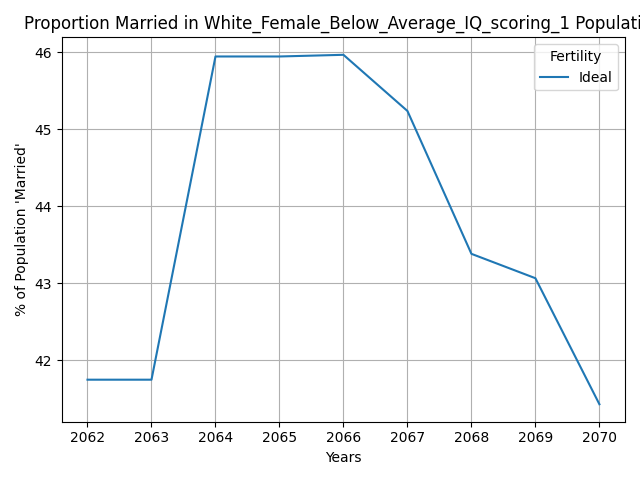 Proportion Married in White_Female_Below_Average_IQ_scoring_1 Populati
46
45
44
43
42
% of Population 'Married'
Fertility
Ideal
2062 2063 2064 2065 2066 2067 2068 2069 2070
Years